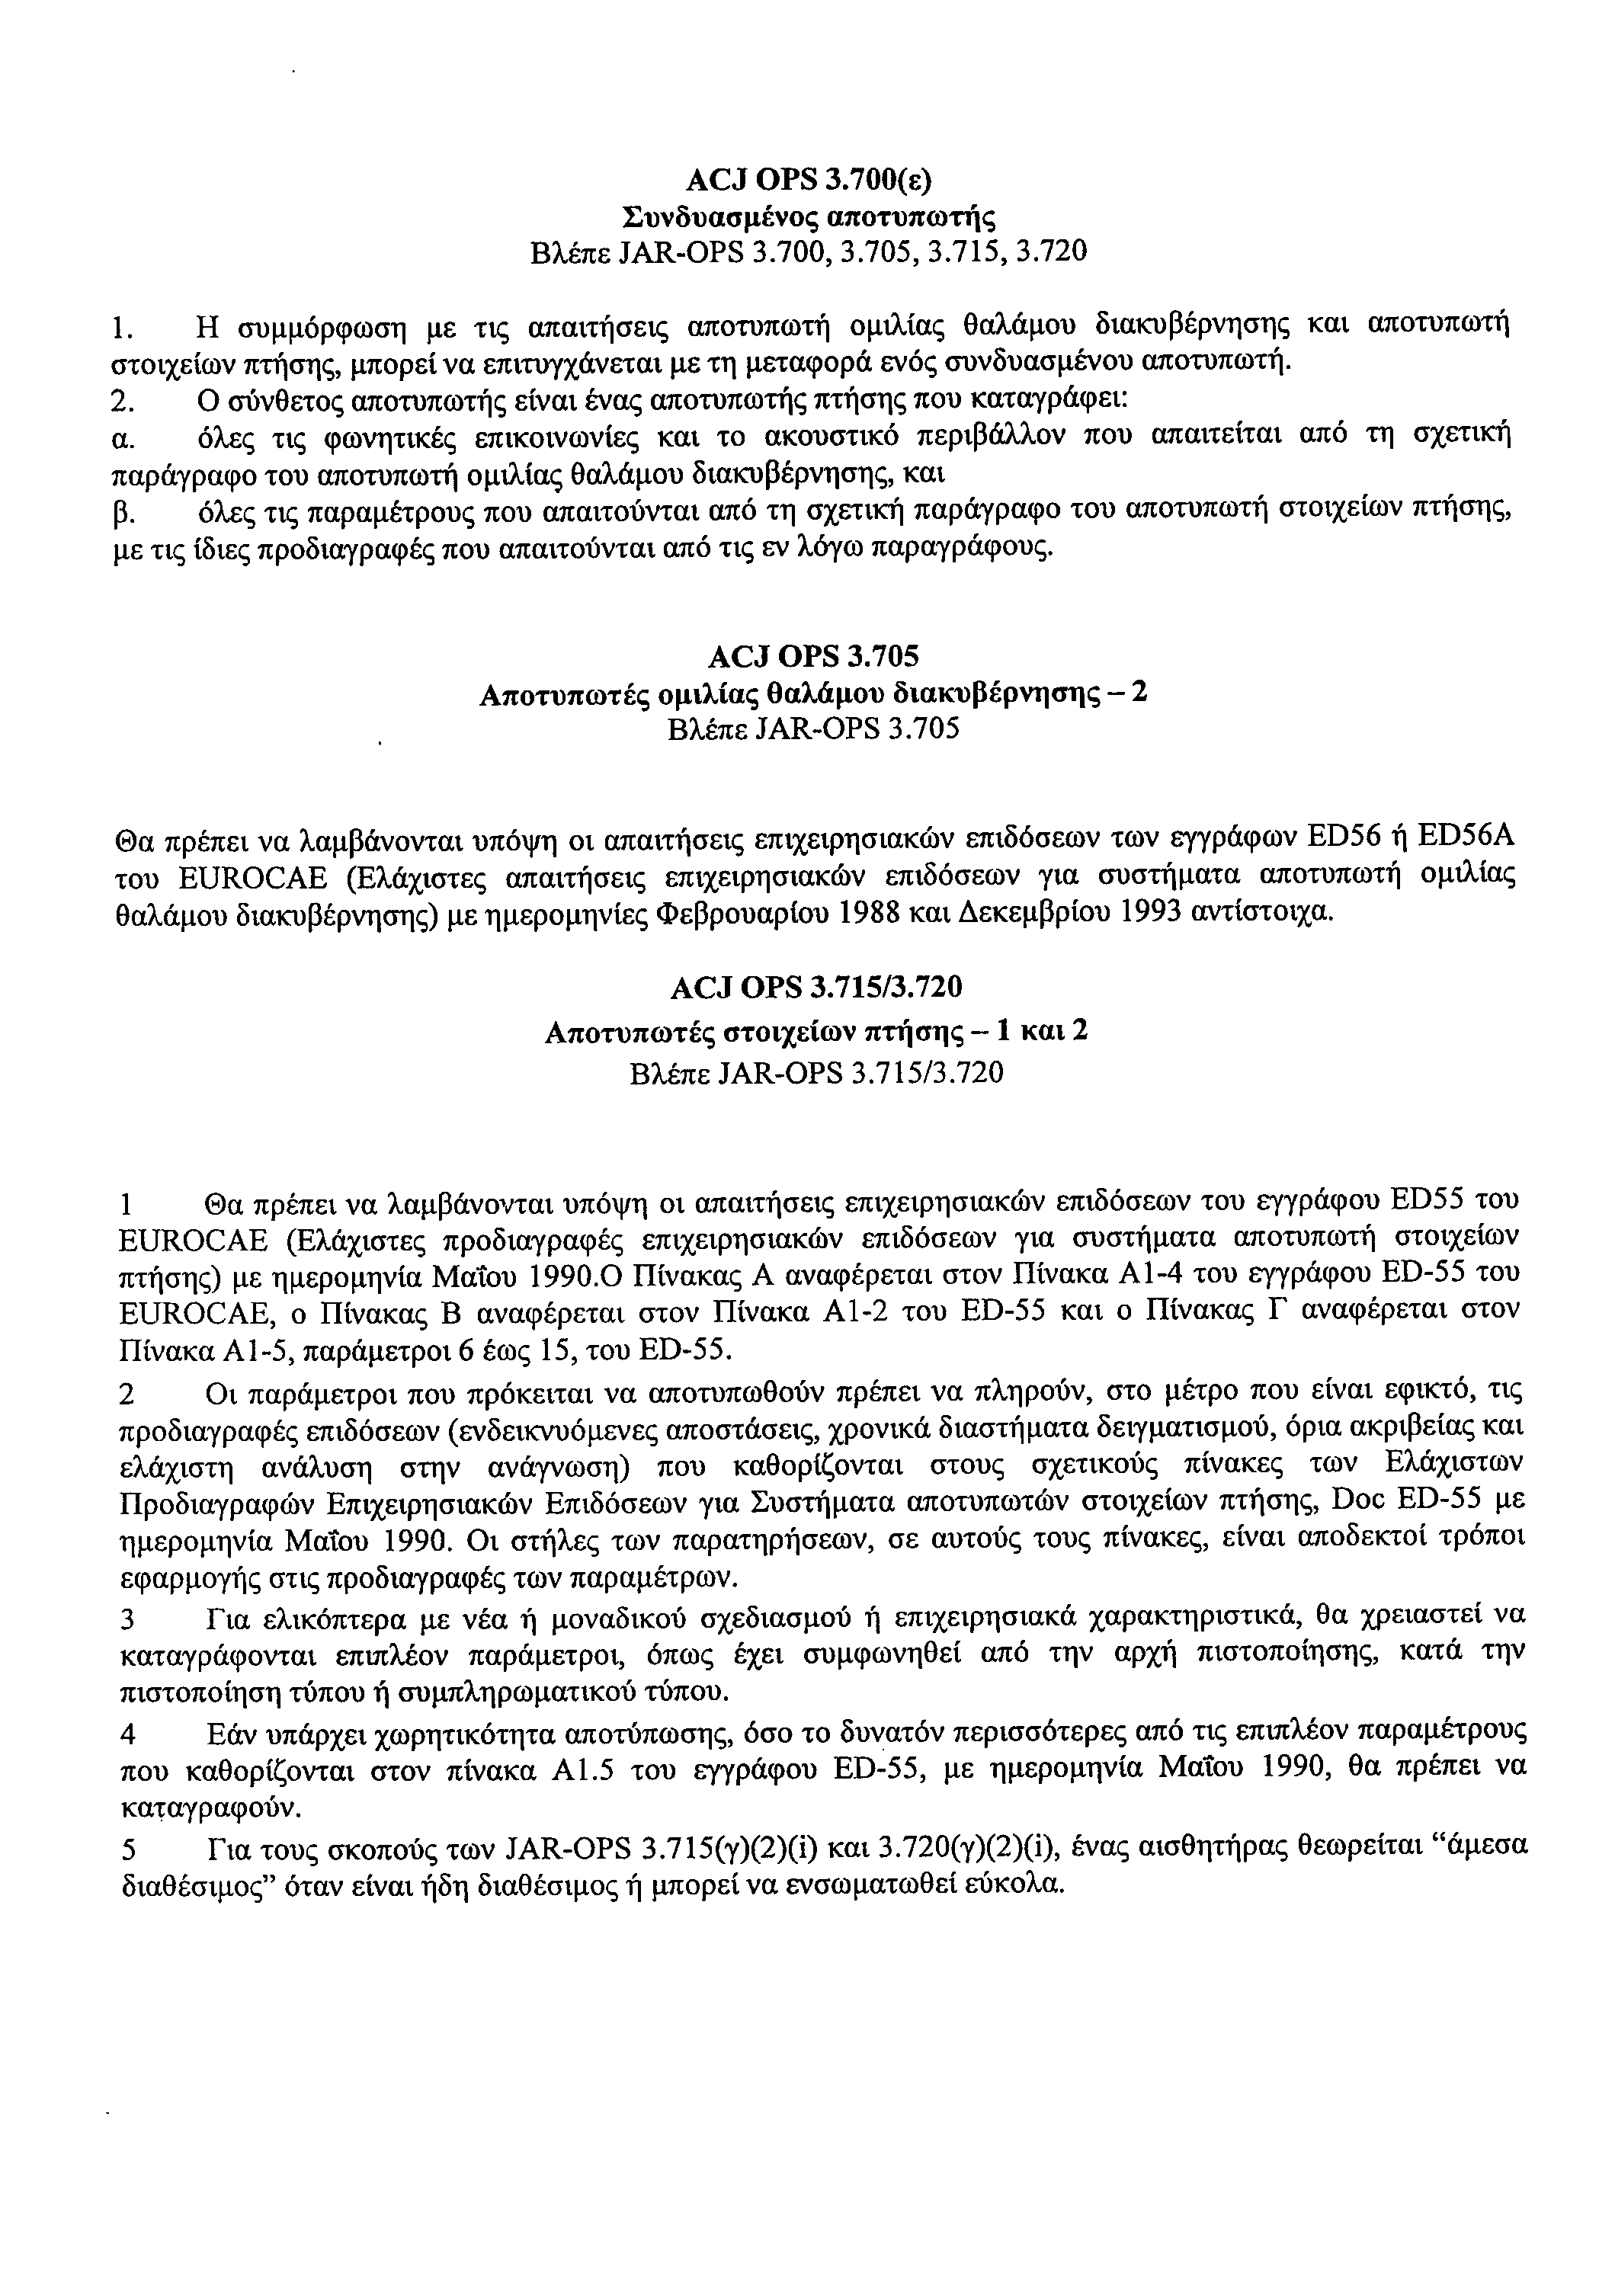 ACJ OPS 3.700(ε)
Συνδυασμένος αποτυπωτής
Βλέπε JAR-OPS 3.700, 3.705, 3.715, 3.720
1. Η συμμόρφωση με τις απαιτήσεις αποτυπωτή ομιλίας θαλάμου διακυβέρνησης και αποτυπωτή
στοιχείων πτήσης, μπορεί να επιτυγχάνεται με τη μεταφορά ενός συνδυασμένου αποτυπωτή.
2. Ο σύνθετος αποτυπωτής είναι ένας αποτυπωτής πτήσης που καταγράφει:
α. όλες τις φωνητικές επικοινωνίες και το ακουστικό περιβάλλον που απαιτείται από τη σχετική
παράγραφο του αποτυπωτή ομιλίας θαλάμου διακυβέρνησης, και
β. όλες τις παραμέτρους που απαιτούνται από τη σχετική παράγραφο του αποτυπωτή στοιχείων πτήσης,
με τις ίδιες προδιαγραφές που απαιτούνται από τις εν λόγω παραγράφους.
ACJ OPS 3.705
Αποτυπωτές ομιλίας θαλάμου διακυβέρνησης – 2
Βλέπε JAR-OPS 3.705
Θα πρέπει να λαμβάνονται υπόψη οι απαιτήσεις επιχειρησιακών επιδόσεων των εγγράφων ED56 ή ED56A
του EUROCAE (Ελάχιστες απαιτήσεις επιχειρησιακών επιδόσεων για συστήματα αποτυπωτή ομιλίας
θαλάμου διακυβέρνησης) με ημερομηνίες Φεβρουαρίου 1988 και Δεκεμβρίου 1993 αντίστοιχα.
ACJ OPS 3.715/3.720
Αποτυπωτές στοιχείων πτήσης – 1 και 2
Βλέπε JAR-OPS 3.715/3.720
1 Θα πρέπει να λαμβάνονται υπόψη οι απαιτήσεις επιχειρησιακών επιδόσεων του εγγράφου ED55 του
EUROCAE (Ελάχιστες προδιαγραφές επιχειρησιακών επιδόσεων για συστήματα αποτυπωτή στοιχείων
πτήσης) με ημερομηνία Μαΐου 1990.Ο Πίνακας Α αναφέρεται στον Πίνακα Α1-4 του εγγράφου ED-55 του
EUROCAE, ο Πίνακας Β αναφέρεται στον Πίνακα Α1-2 του ED-55 και ο Πίνακας Γ αναφέρεται στον
Πίνακα Α1-5, παράμετροι 6 έως 15, του ED-55.
2 Οι παράμετροι που πρόκειται να αποτυπωθούν πρέπει να πληρούν, στο μέτρο που είναι εφικτό, τις
προδιαγραφές επιδόσεων (ενδεικνυόμενες αποστάσεις, χρονικά διαστήματα δειγματισμού, όρια ακριβείας και
ελάχιστη ανάλυση στην ανάγνωση) που καθορίζονται στους σχετικούς πίνακες των Ελάχιστων
Προδιαγραφών Επιχειρησιακών Επιδόσεων για Συστήματα αποτυπωτών στοιχείων πτήσης, Doc ED-55 με
ημερομηνία Μαΐου 1990. Οι στήλες των παρατηρήσεων, σε αυτούς τους πίνακες, είναι αποδεκτοί τρόποι
εφαρμογής στις προδιαγραφές των παραμέτρων.
3 Για ελικόπτερα με νέα ή μοναδικού σχεδιασμού ή επιχειρησιακά χαρακτηριστικά, θα χρειαστεί να
καταγράφονται επιπλέον παράμετροι, όπως έχει συμφωνηθεί από την αρχή πιστοποίησης, κατά την
πιστοποίηση τύπου ή συμπληρωματικού τύπου.
4 Εάν υπάρχει χωρητικότητα αποτύπωσης, όσο το δυνατόν περισσότερες από τις επιπλέον παραμέτρους
που καθορίζονται στον πίνακα Α1.5 του εγγράφου ED-55, με ημερομηνία Μαΐου 1990, θα πρέπει να
καταγραφούν.
5 Για τους σκοπούς των JAR-OPS 3.715(γ)(2)(i) και 3.720(γ)(2)(i), ένας αισθητήρας θεωρείται “άμεσα
διαθέσιμος” όταν είναι ήδη διαθέσιμος ή μπορεί να ενσωματωθεί εύκολα.